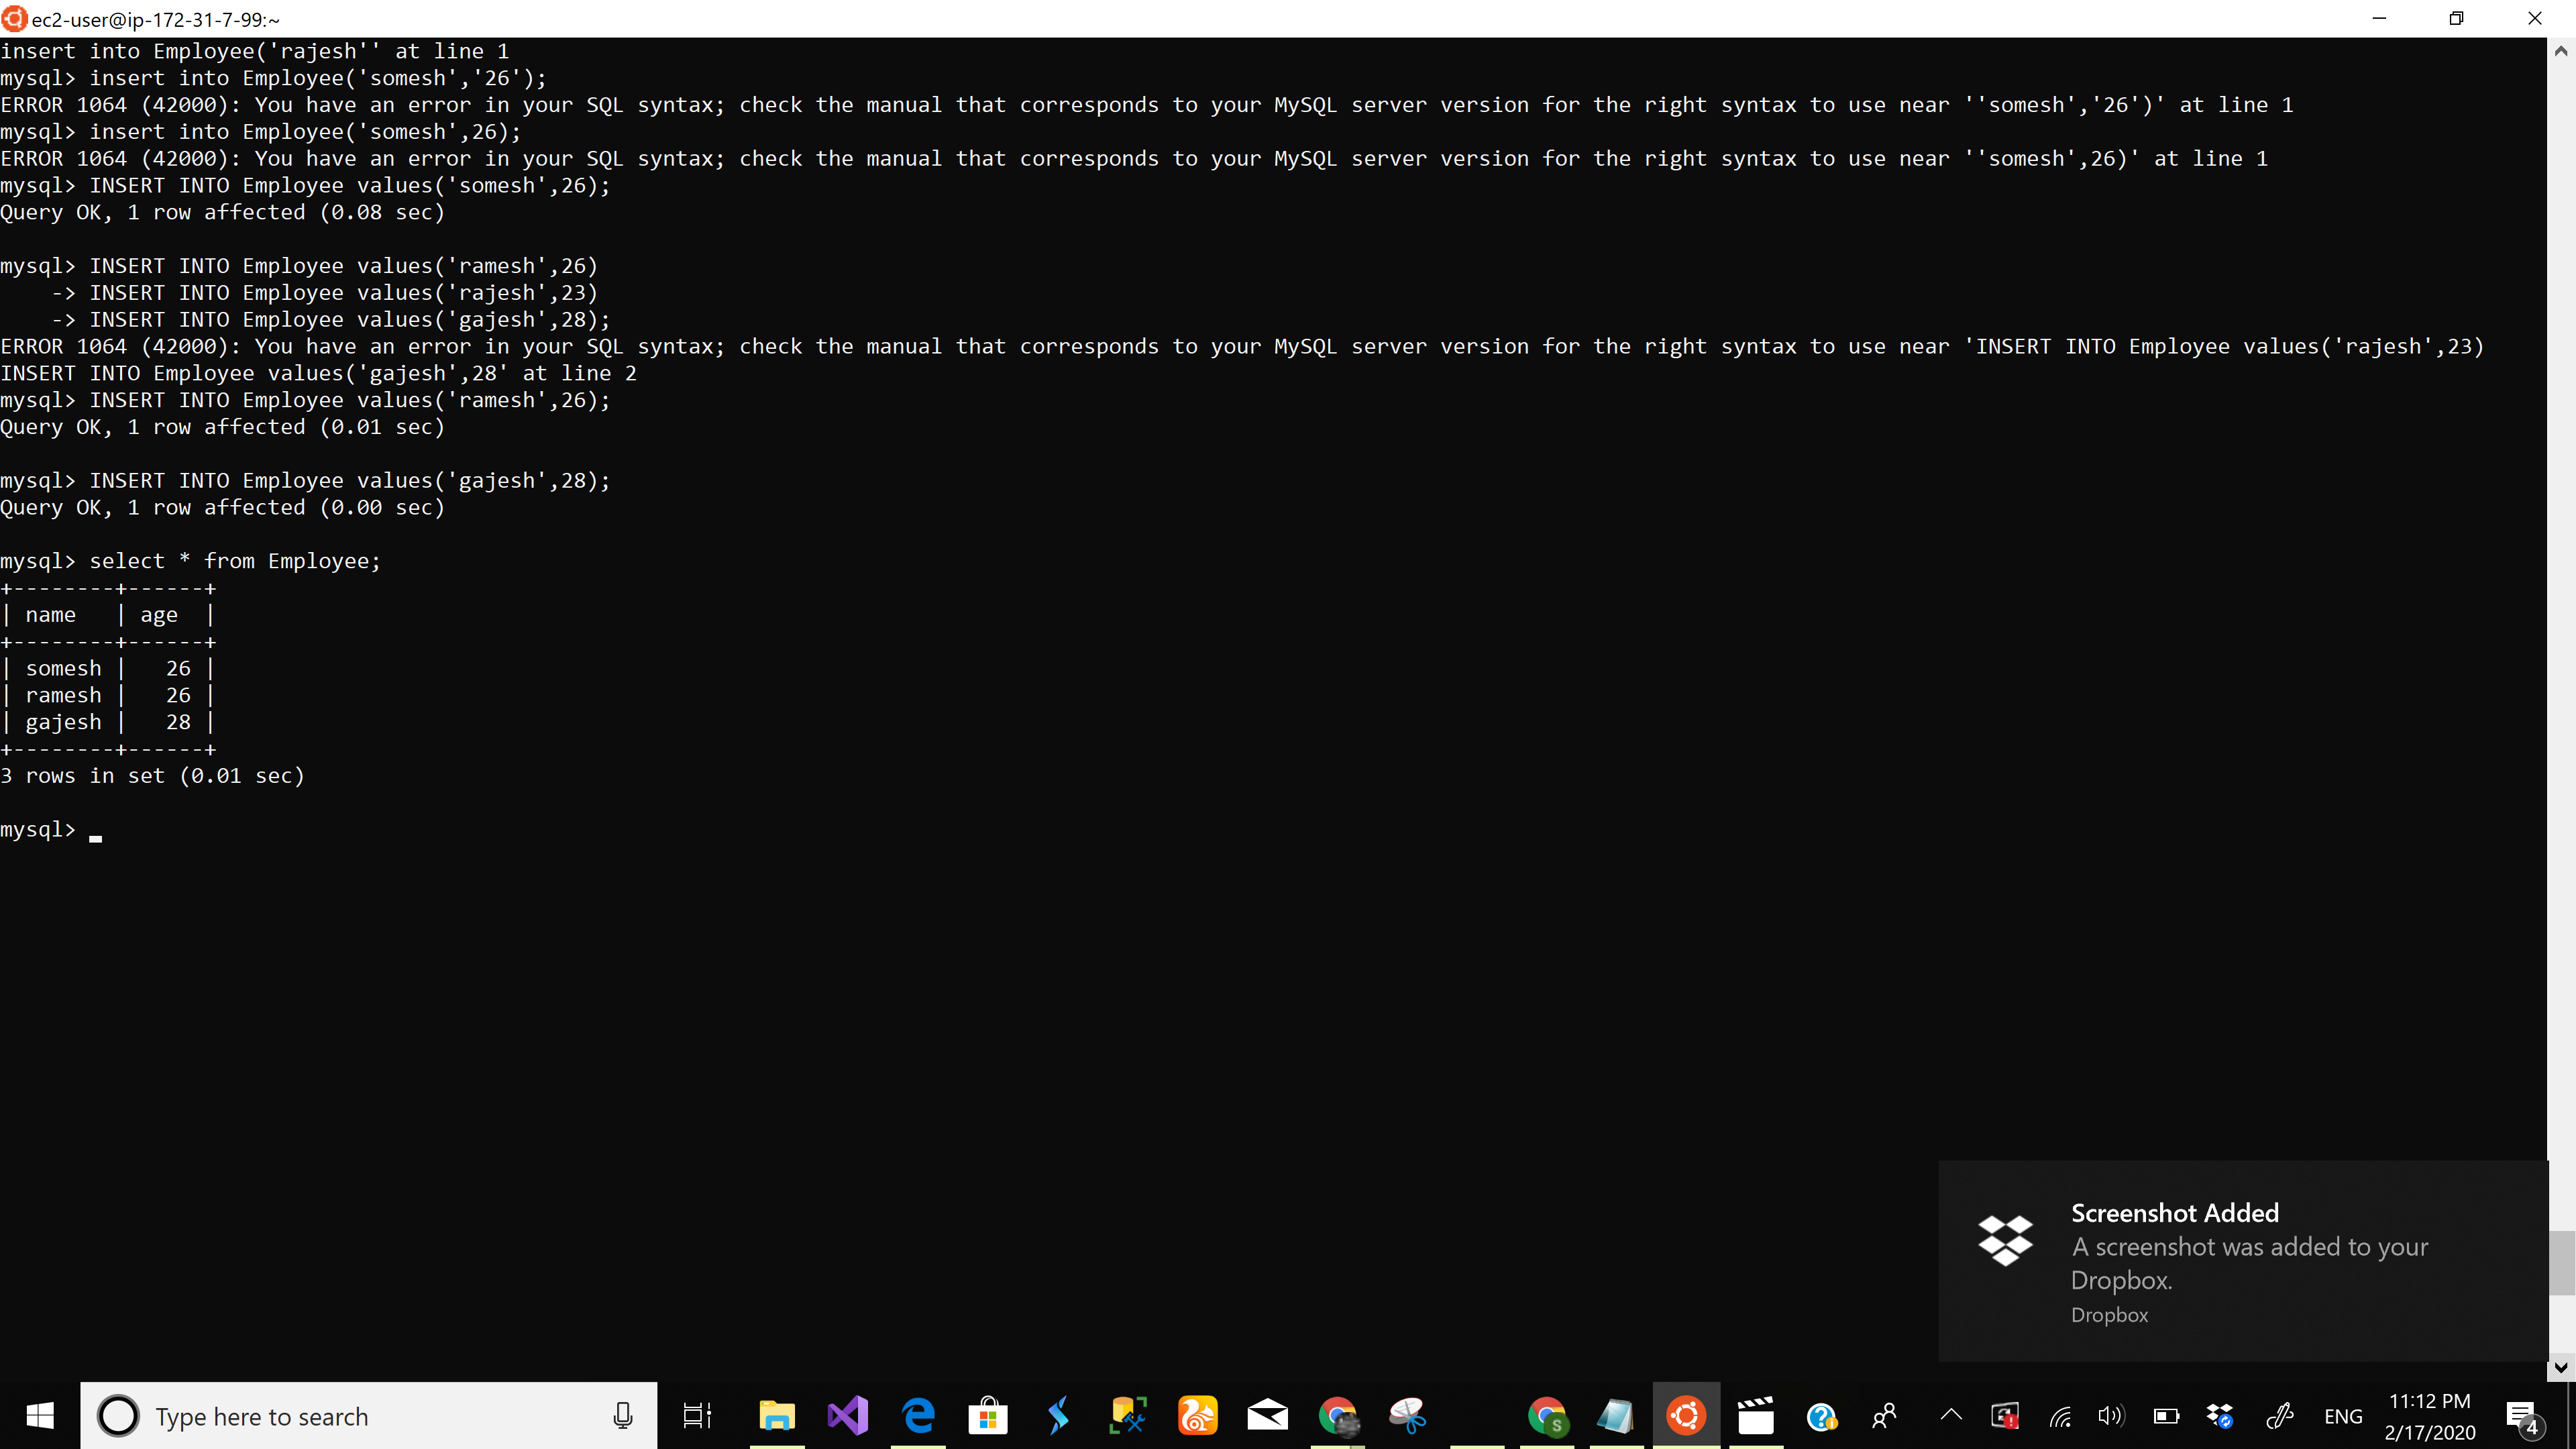 ec2-user@ip-172-31-7-99:~
insert into Employee('rajesh'' at line 1
mysql> insert into Employee('somesh','26');
ERROR 1064 (42000): You have an error in your SQL syntax; check the manual that corresponds to your MySQL server version for the right syntax to use near ''somesh','26')' at line 1
mysql> insert into Employee('somesh',26);
ERROR 1064 (42000): You have an error in your SQL syntax; check the manual that corresponds to your MySQL server version for the right syntax to use near ''somesh',26)' at line 1
mysql> INSERT INTO Employee values('somesh',26);
Query OK, 1 row affected (0.08 sec)
mysql> INSERT INTO Employee values('ramesh',26)
    -> INSERT INTO Employee values('rajesh',23)
    -> INSERT INTO Employee values('gajesh',28);
ERROR 1064 (42000): You have an error in your SQL syntax; check the manual that corresponds to your MySQL server version for the right syntax to use near 'INSERT INTO Employee values('rajesh',23)
INSERT INTO Employee values('gajesh',28' at line 2
mysql> INSERT INTO Employee values('ramesh',26);
Query OK, 1 row affected (0.01 sec)
mysql> INSERT INTO Employee values('gajesh',28);
Query OK, 1 row affected (0.00 sec)
mysql> select * from Employee;
+--------+------+
| name   | age  |
+--------+------+
| somesh |   26 |
| ramesh |   26 |
| gajesh |   28 |
+--------+------+
3 rows in set (0.01 sec)
mysql>
Screenshot Added
A screenshot was added to your
Dropbox.
Dropbox
Type here to search
S
ENG
11:12 PM
2/17/2020
4